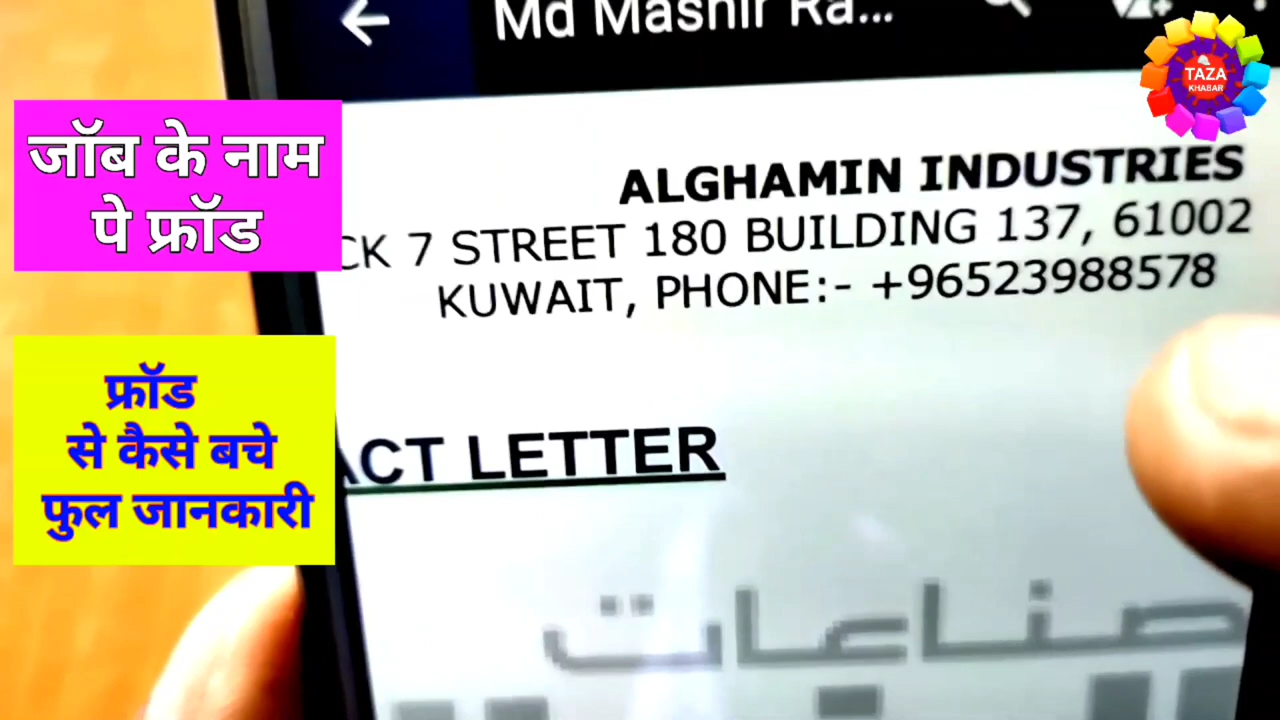 Md Mashir Ra...
TAZA
KHABAR
जॉब के नाम
पे फ्रॉड
ALGHAMIN INDUSTRIES
CK 7 STREET 180 BUILDING 137, 61002
KUWAIT, PHONE:- +96523988578
फ्रॉड
से कैसे बचे
फुल जानकारी
ACT LETTER
صناعات